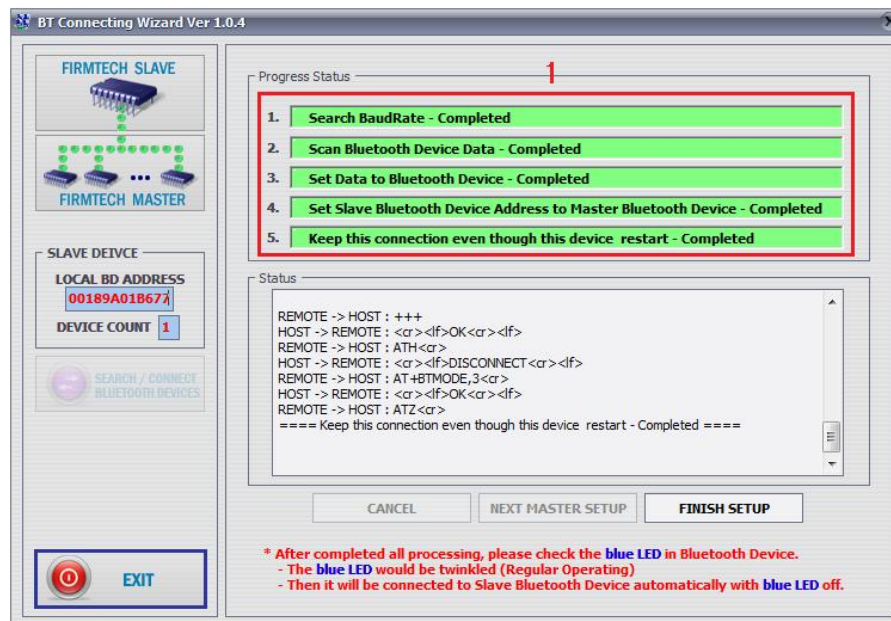 BT Connecting Wizard Ver 1.0.4
FIRMTECH SLAVE
FIRMTECH MASTER
SLAVE DEIVCE
LOCAL BD ADDRESS
00189A01B677
DEVICE COUNT 1
SEARCH / CONNECT
BLUETOOTH DEVICES
EXIT
Progress Status
1
1. Search BaudRate - Completed
2. Scan Bluetooth Device Data - Completed
3. Set Data to Bluetooth Device - Completed
4. Set Slave Bluetooth Device Address to Master Bluetooth Device - Completed
5. Keep this connection even though this device restart - Completed
Status
REMOTE -> HOST : +++
HOST -> REMOTE : <cr><lf>OK<cr><lf>
REMOTE -> HOST : ATH<cr>
HOST -> REMOTE : <cr><lf>DISCONNECT<cr><lf>
REMOTE -> HOST : AT+BTMODE,3<cr>
HOST -> REMOTE : <cr><lf>OK<cr><lf>
REMOTE -> HOST : ATZ<cr>
==== Keep this connection even though this device restart - Completed ====
CANCEL
NEXT MASTER SETUP
FINISH SETUP
* After completed all processing, please check the blue LED in Bluetooth Device.
- The blue LED would be twinkled (Regular Operating)
- Then it will be connected to Slave Bluetooth Device automatically with blue LED off.